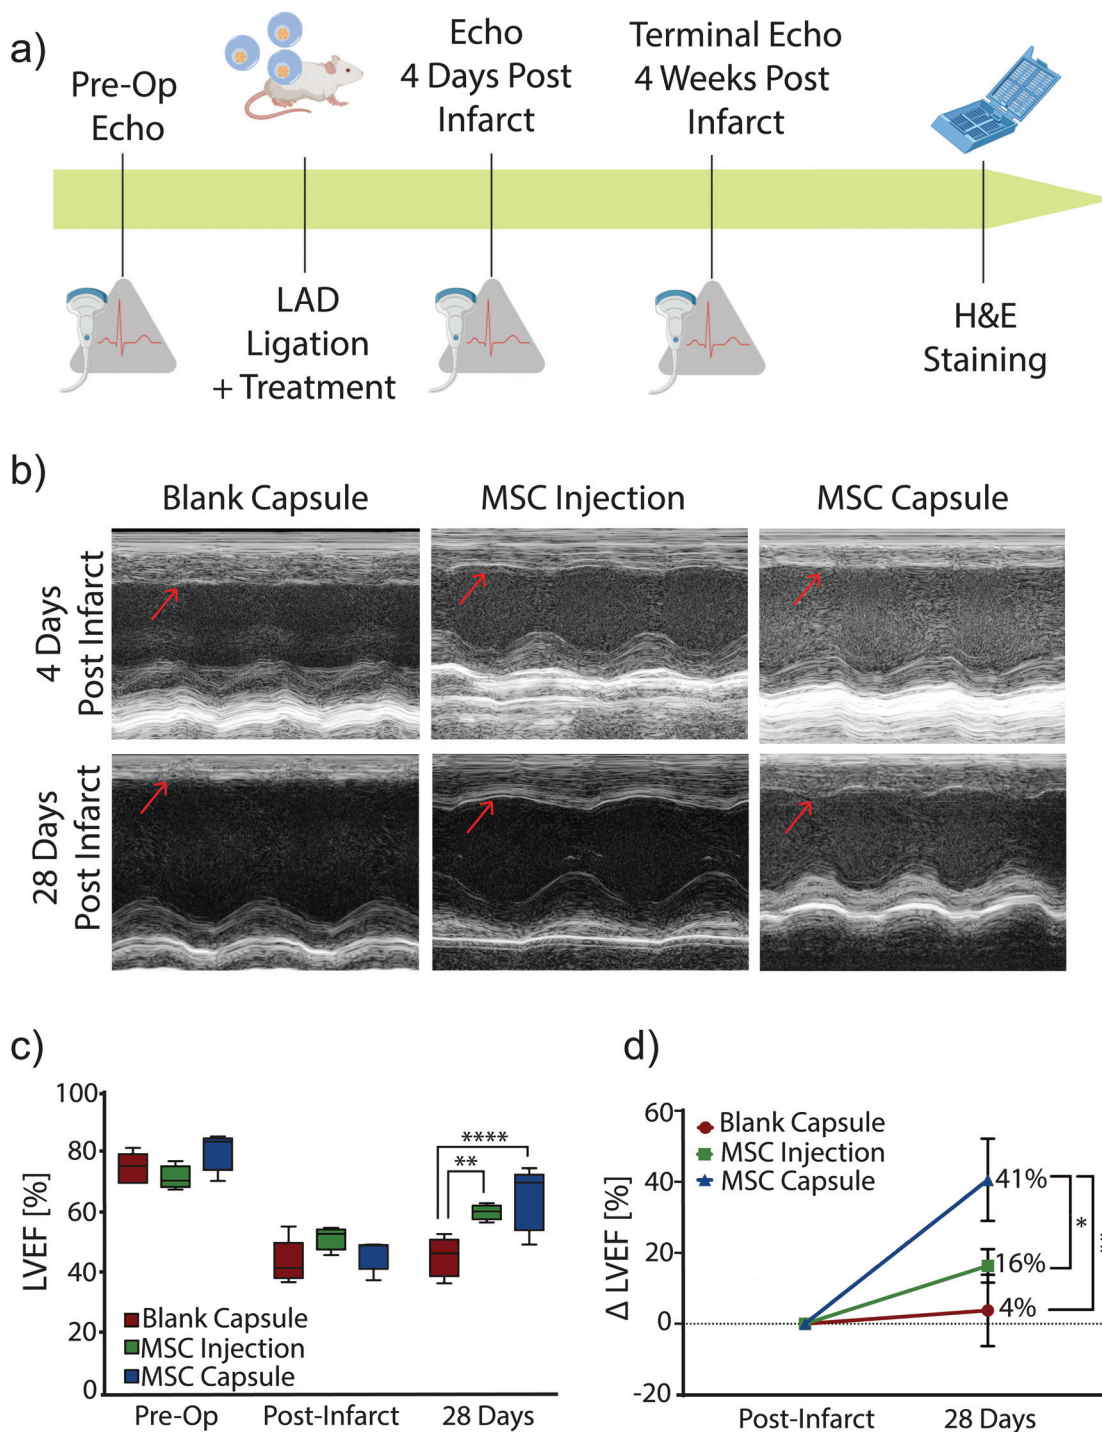 a)
Pre-Op
Echo
LAD
Ligation
+ Treatment
Echo
4 Days Post
Infarct
Terminal Echo
4 Weeks Post
Infarct
H&E
Staining
b)
Blank Capsule
MSC Injection
MSC Capsule
4 Days
Post Infarct
28 Days
Post Infarct
c)
LVEF [%]
100
80
60
40
20
0
****
**
Blank Capsule
MSC Injection
MSC Capsule
Pre-Op
Post-Infarct
28 Days
d)
Δ LVEF [%]
60
40
20
0
-20
Blank Capsule
MSC Injection
MSC Capsule
41%
16%
4%
*
Post-Infarct
28 Days